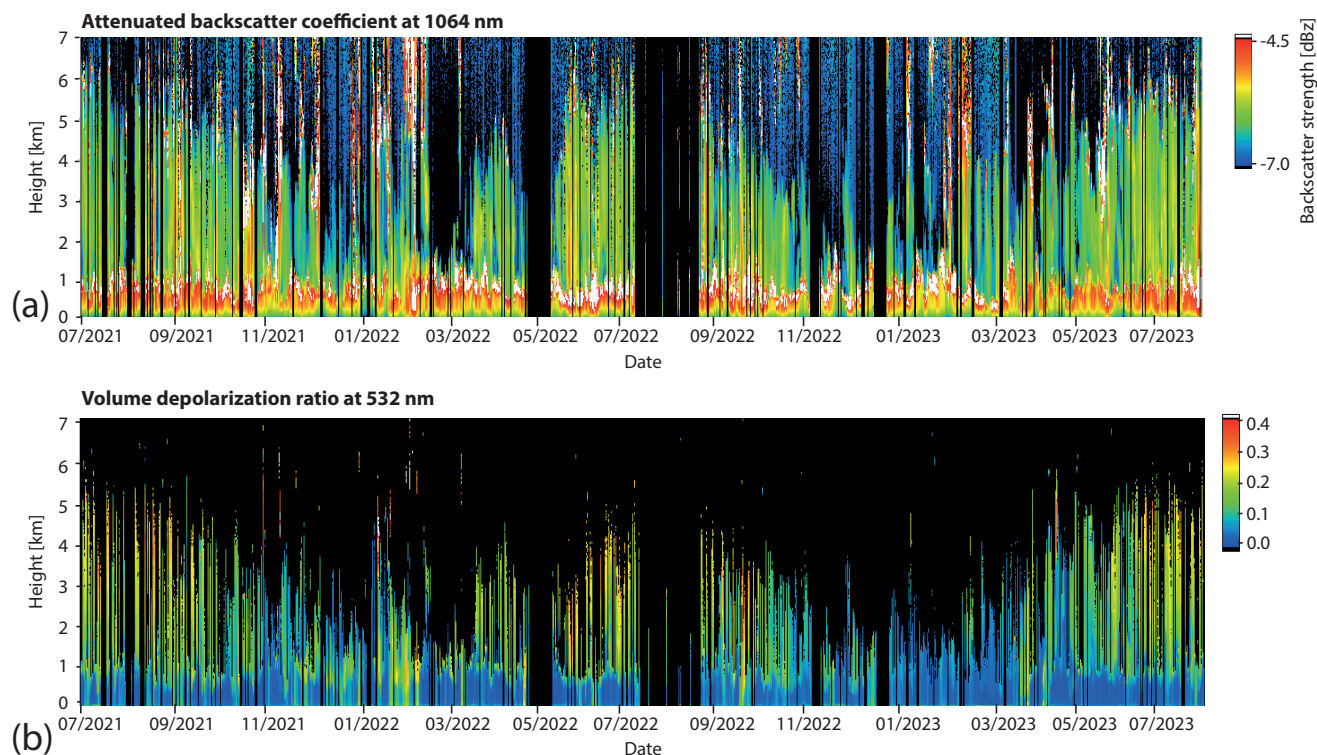 Attenuated backscatter coefficient at 1064 nm
7
6
5
4
3
2
1
0
Height [km]
(a)
07/2021 09/2021 11/2021 01/2022 03/2022 05/2022 07/2022 09/2022 11/2022 01/2023 03/2023 05/2023 07/2023
Date
-4.5
-7.0
Backscatter strength [dBz]
Volume depolarization ratio at 532 nm
7
6
5
4
3
2
1
0
Height [km]
(b)
07/2021 09/2021 11/2021 01/2022 03/2022 05/2022 07/2022 09/2022 11/2022 01/2023 03/2023 05/2023 07/2023
Date
0.4
0.3
0.2
0.1
0.0